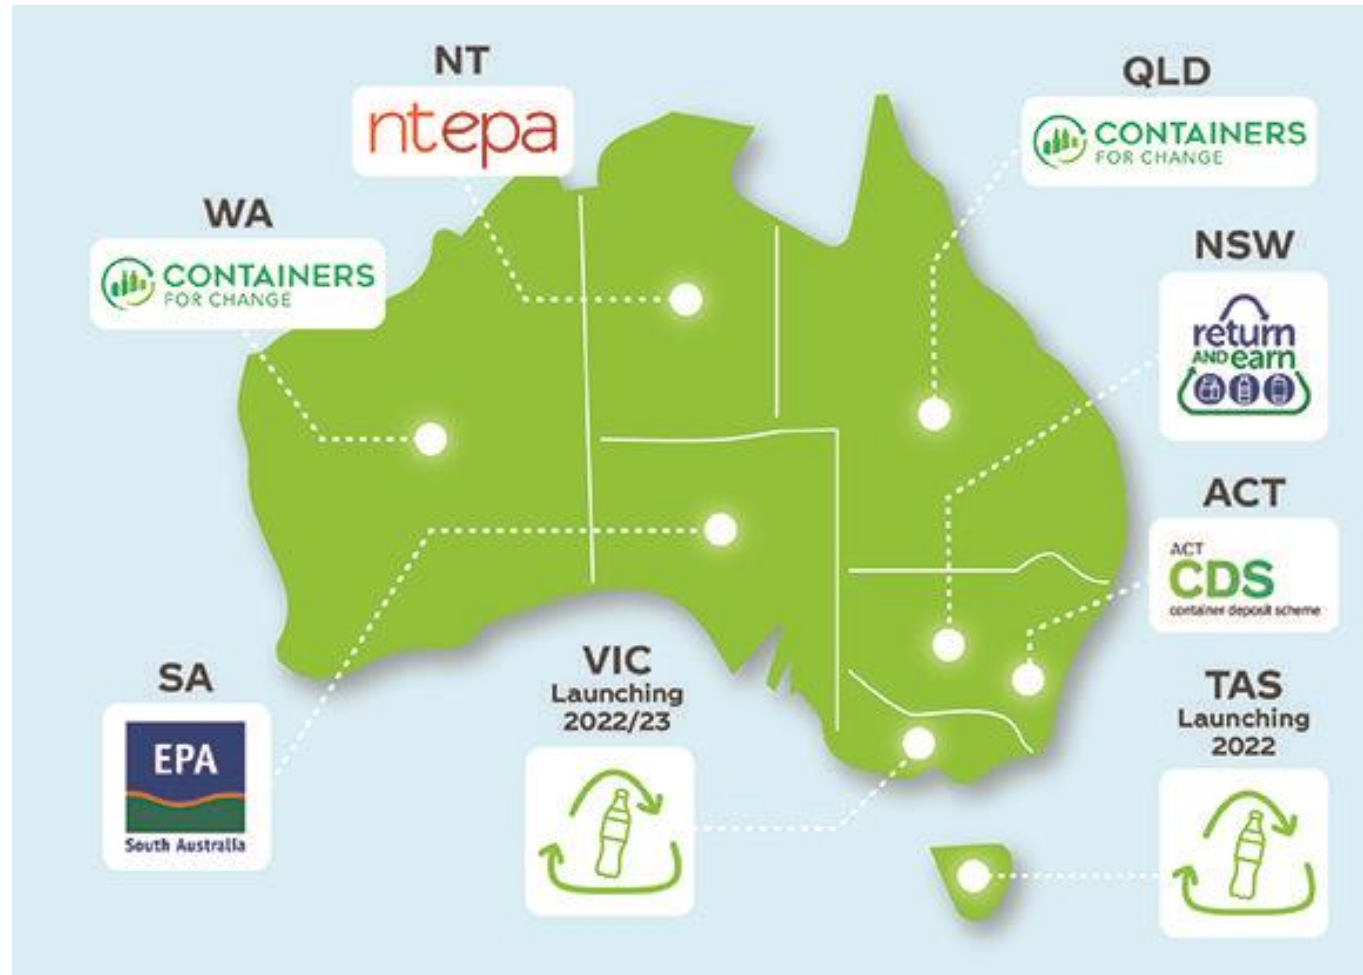 NT
ntepa
QLD
CONTAINERS
FOR CHANGE
WA
CONTAINERS
FOR CHANGE
NSW
return
AND earn
ACT
ACT
CDS
container deposit scheme
SA
EPA
South Australia
VIC
Launching
2022/23
TAS
Launching
2022